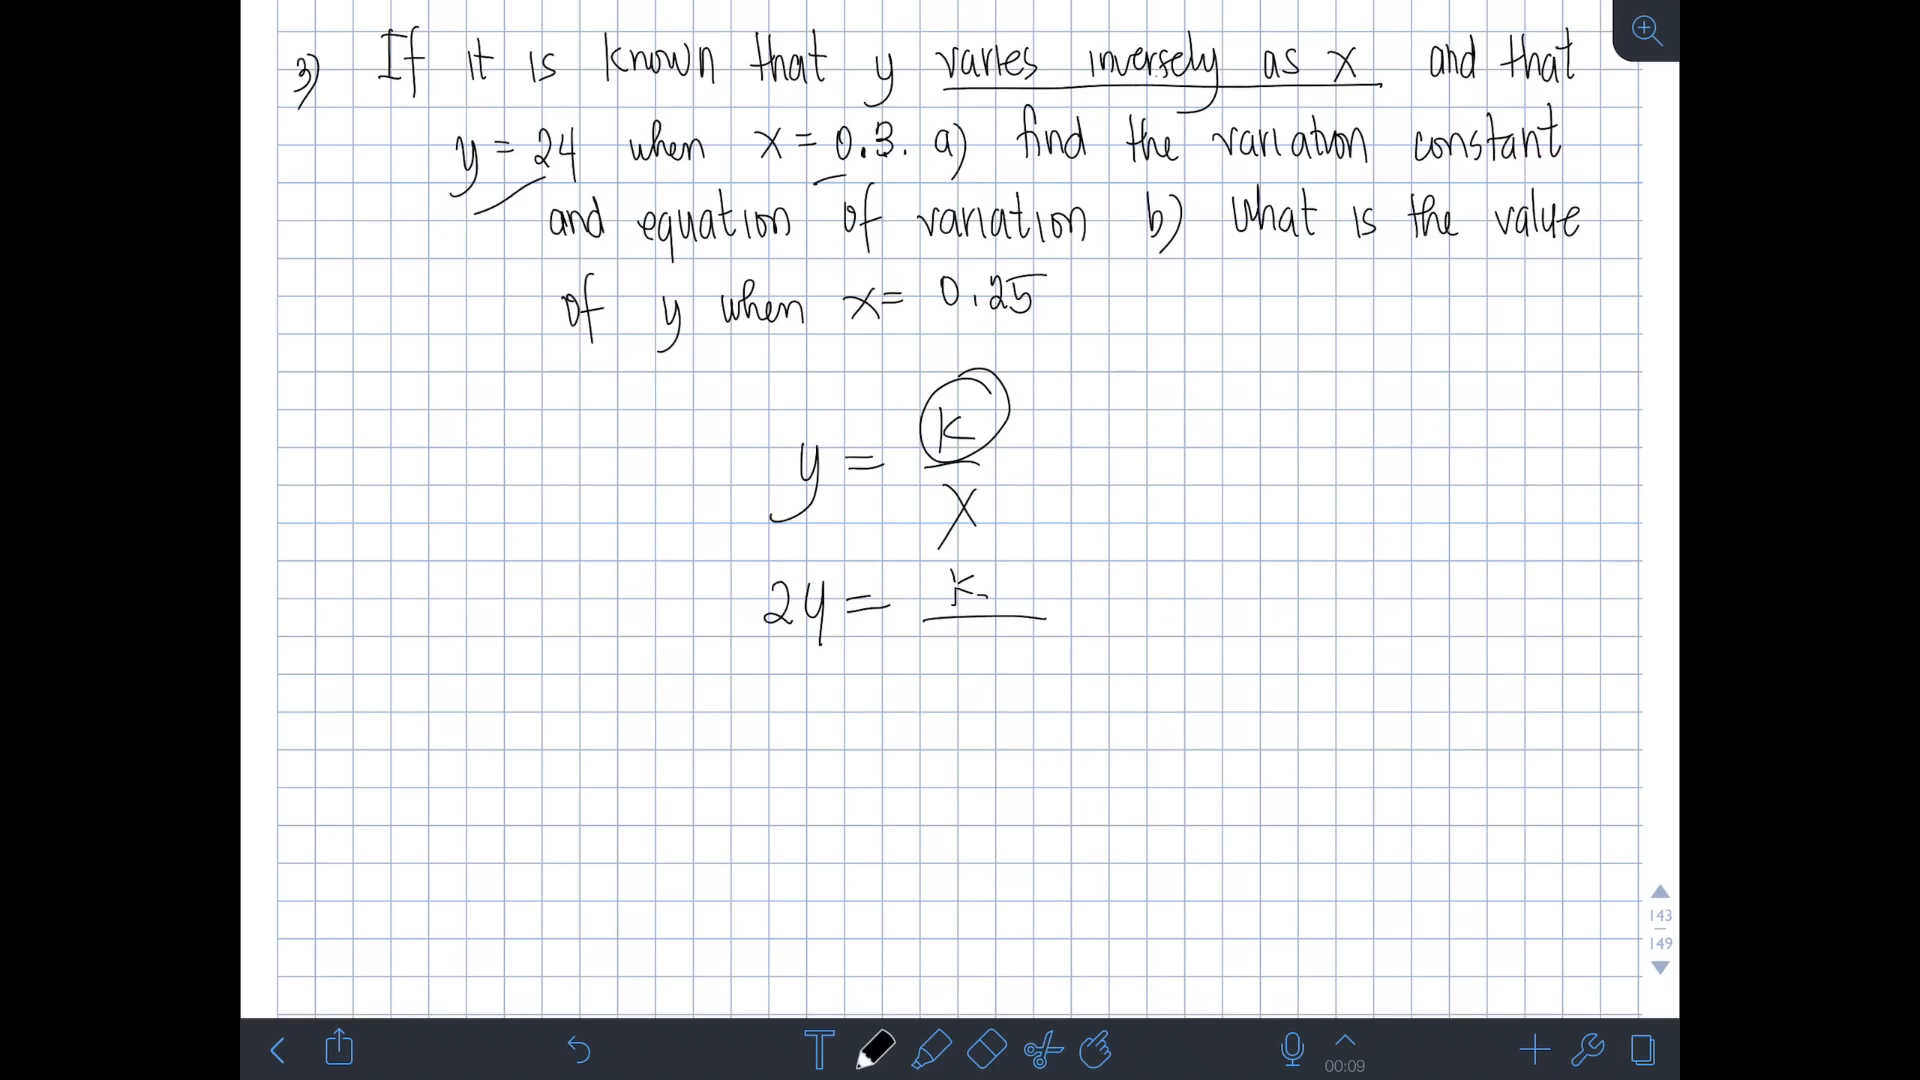 3) If it is known that y varies inversely as x and that
y = 24 when x = 0.3. a) find the variation constant
and equation of variation b) what is the value
of y when x = 0.25
y = k
x
24 = k
143
149
T
00:09